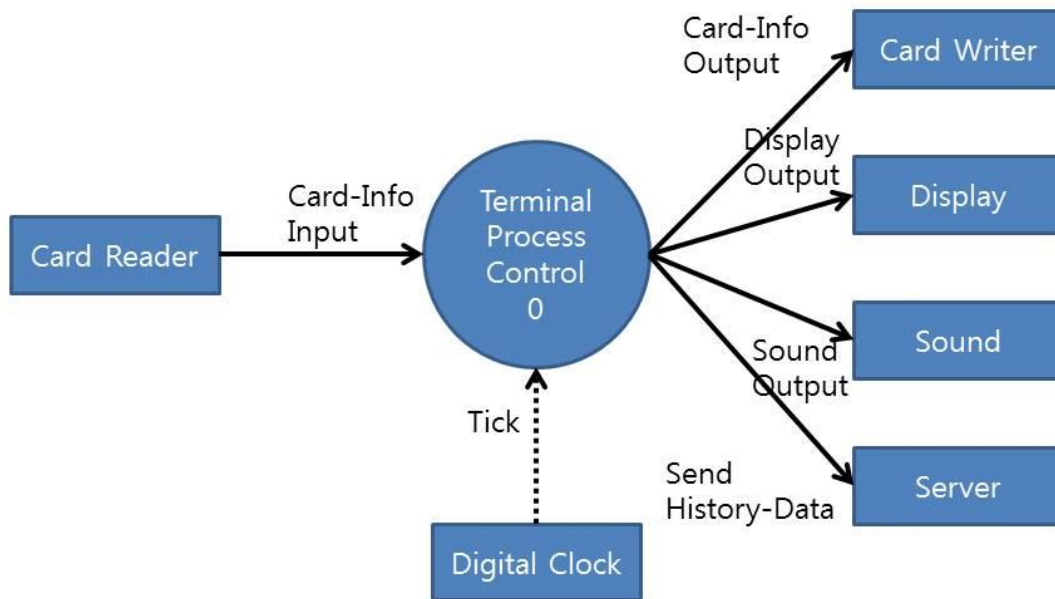 Card-Info
Output
Card Writer
Display
Output
Display
Card-Info
Input
Card Reader
Terminal
Process
Control
0
Sound
Sound
Output
Tick
Send
History-Data
Server
Digital Clock